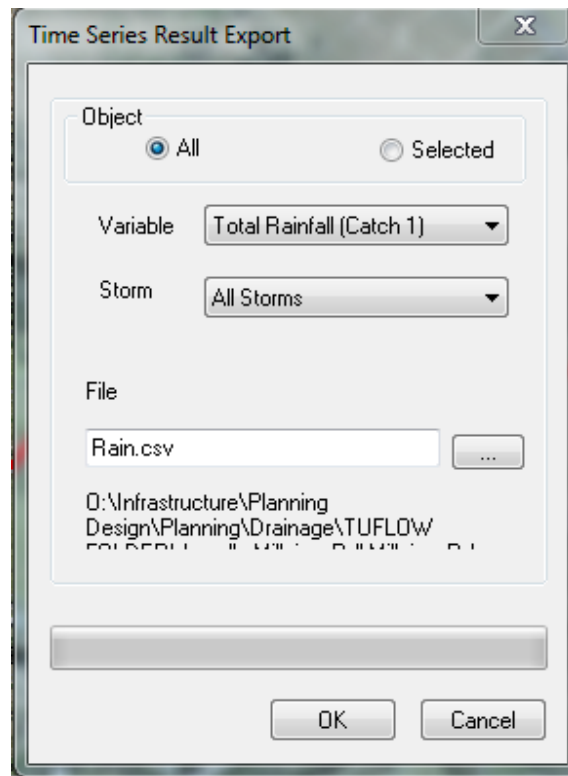 Time Series Result Export
Object
All
Selected
Variable
Total Rainfall (Catch 1)
Storm
All Storms
File
Rain.csv
...
O:\Infrastructure\Planning
Design\Planning\Drainage\TUFLOW
OK
Cancel